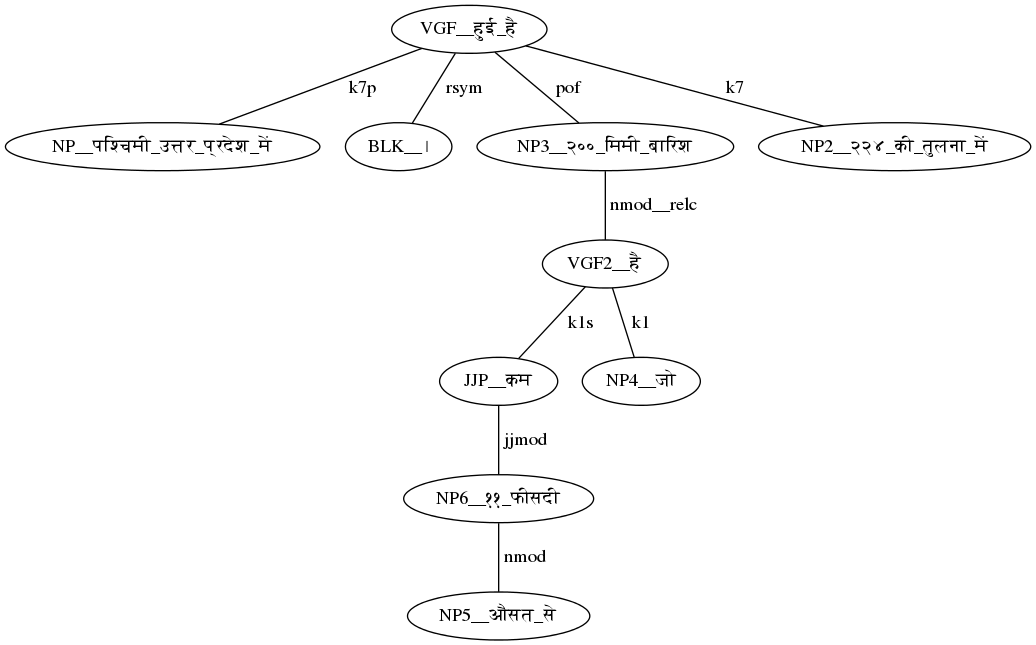 VGF__हुई_है
k7p rsym pof k7
NP__पश्चिमी_उत्तर_प्रदेश_में BLK__। NP3__२००_मिमी_बारिश NP2__२२४_की_तुलना_में
nmod__relc
VGF2__है
k1s k1
JJP__कम NP4__जो
jjmod
NP6__११_फीसदी
nmod
NP5__औसत_से